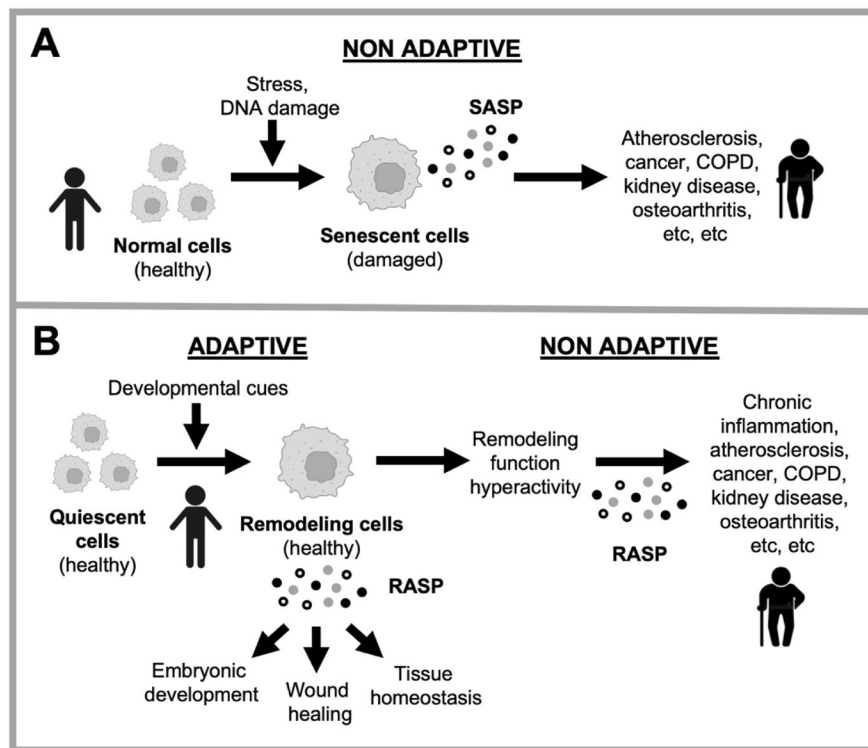 A
NON ADAPTIVE
Stress,
DNA damage
SASP
Normal cells
(healthy)
Senescent cells
(damaged)
Atherosclerosis,
cancer, COPD,
kidney disease,
osteoarthritis,
etc, etc
B
ADAPTIVE
NON ADAPTIVE
Developmental cues
Quiescent
cells
(healthy)
Remodeling cells
(healthy)
RASP
Embryonic
development
Wound
healing
Tissue
homeostasis
Remodeling
function
hyperactivity
RASP
Chronic
inflammation,
atherosclerosis,
cancer, COPD,
kidney disease,
osteoarthritis,
etc, etc